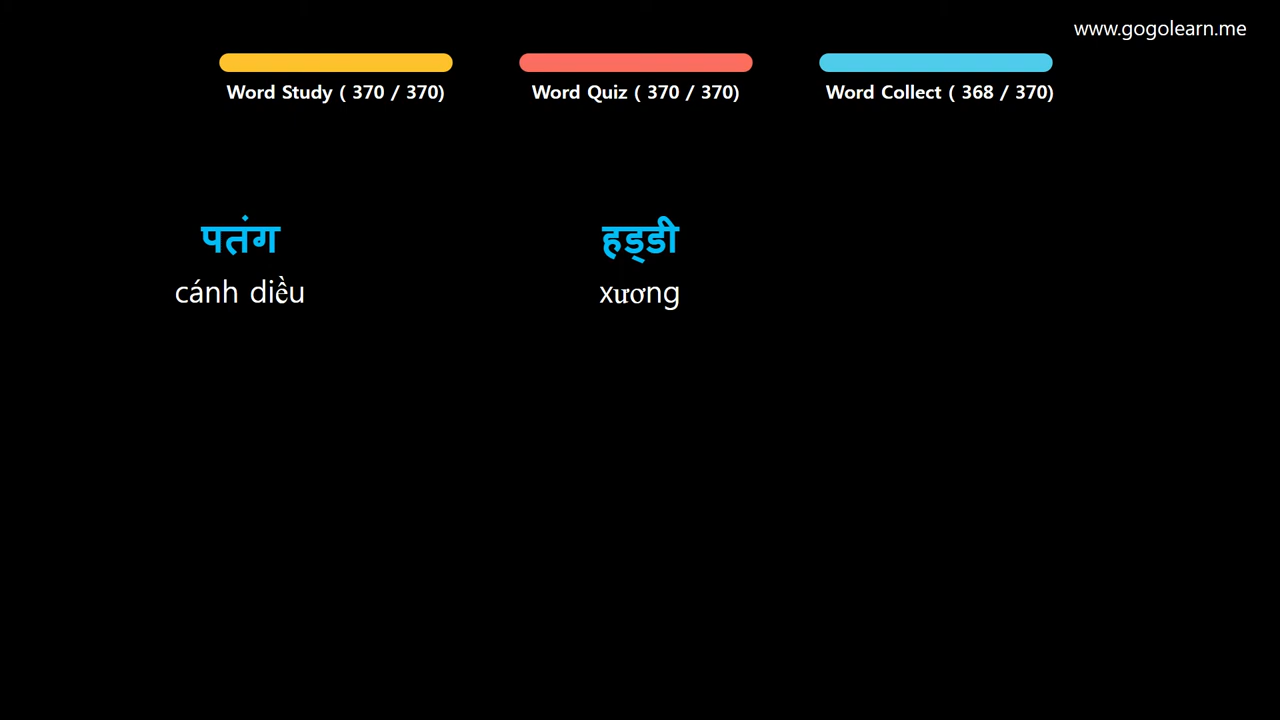 www.gogolearn.me
Word Study ( 370 / 370)
Word Quiz ( 370 / 370)
Word Collect ( 368 / 370)
पतंग
cánh diều
हड्डी
xương